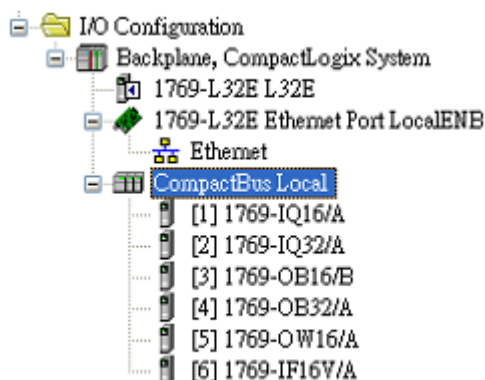 I/O Configuration
Backplane, CompactLogix System
1769-L32E L32E
1769-L32E Ethernet Port LocalENB
Ethernet
CompactBus Local
[1] 1769-IQ16/A
[2] 1769-IQ32/A
[3] 1769-OB16/B
[4] 1769-OB32/A
[5] 1769-OW16/A
[6] 1769-IF16V/A